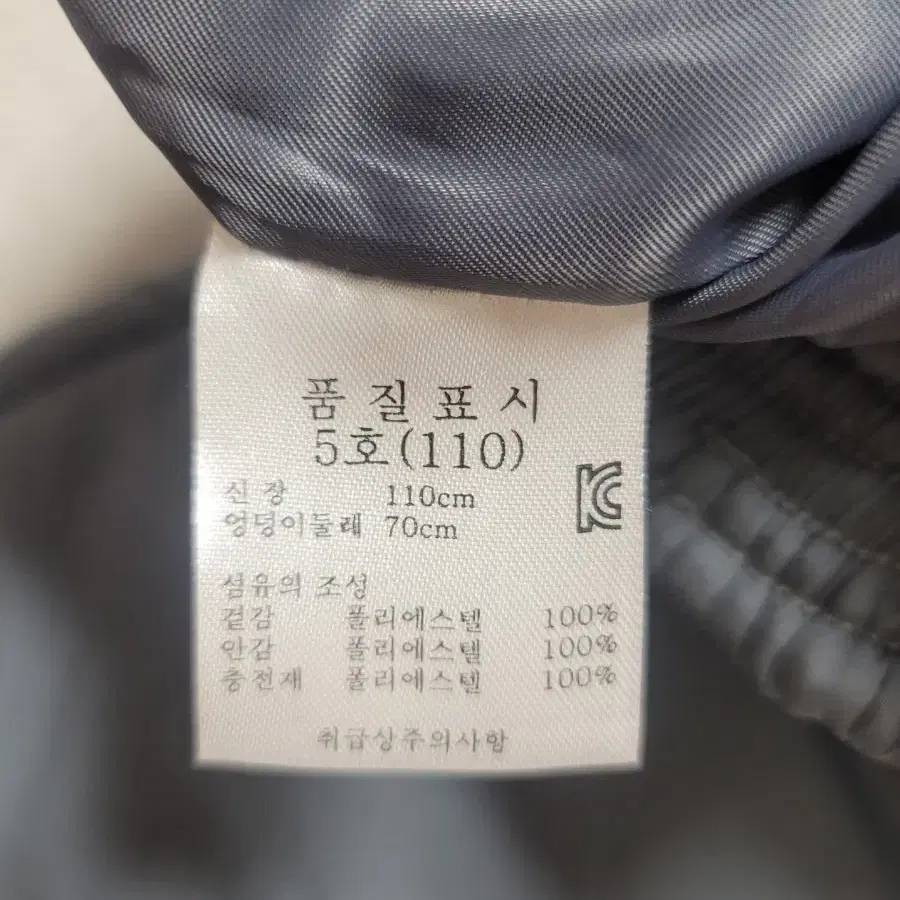 품 질 표 시
5호(110)
신 장 110cm
엉덩이둘레 70cm
섬유의 조성
겉감 폴리에스텔 100%
안감 폴리에스텔 100%
충전재 폴리에스텔 100%
취급상주의사항